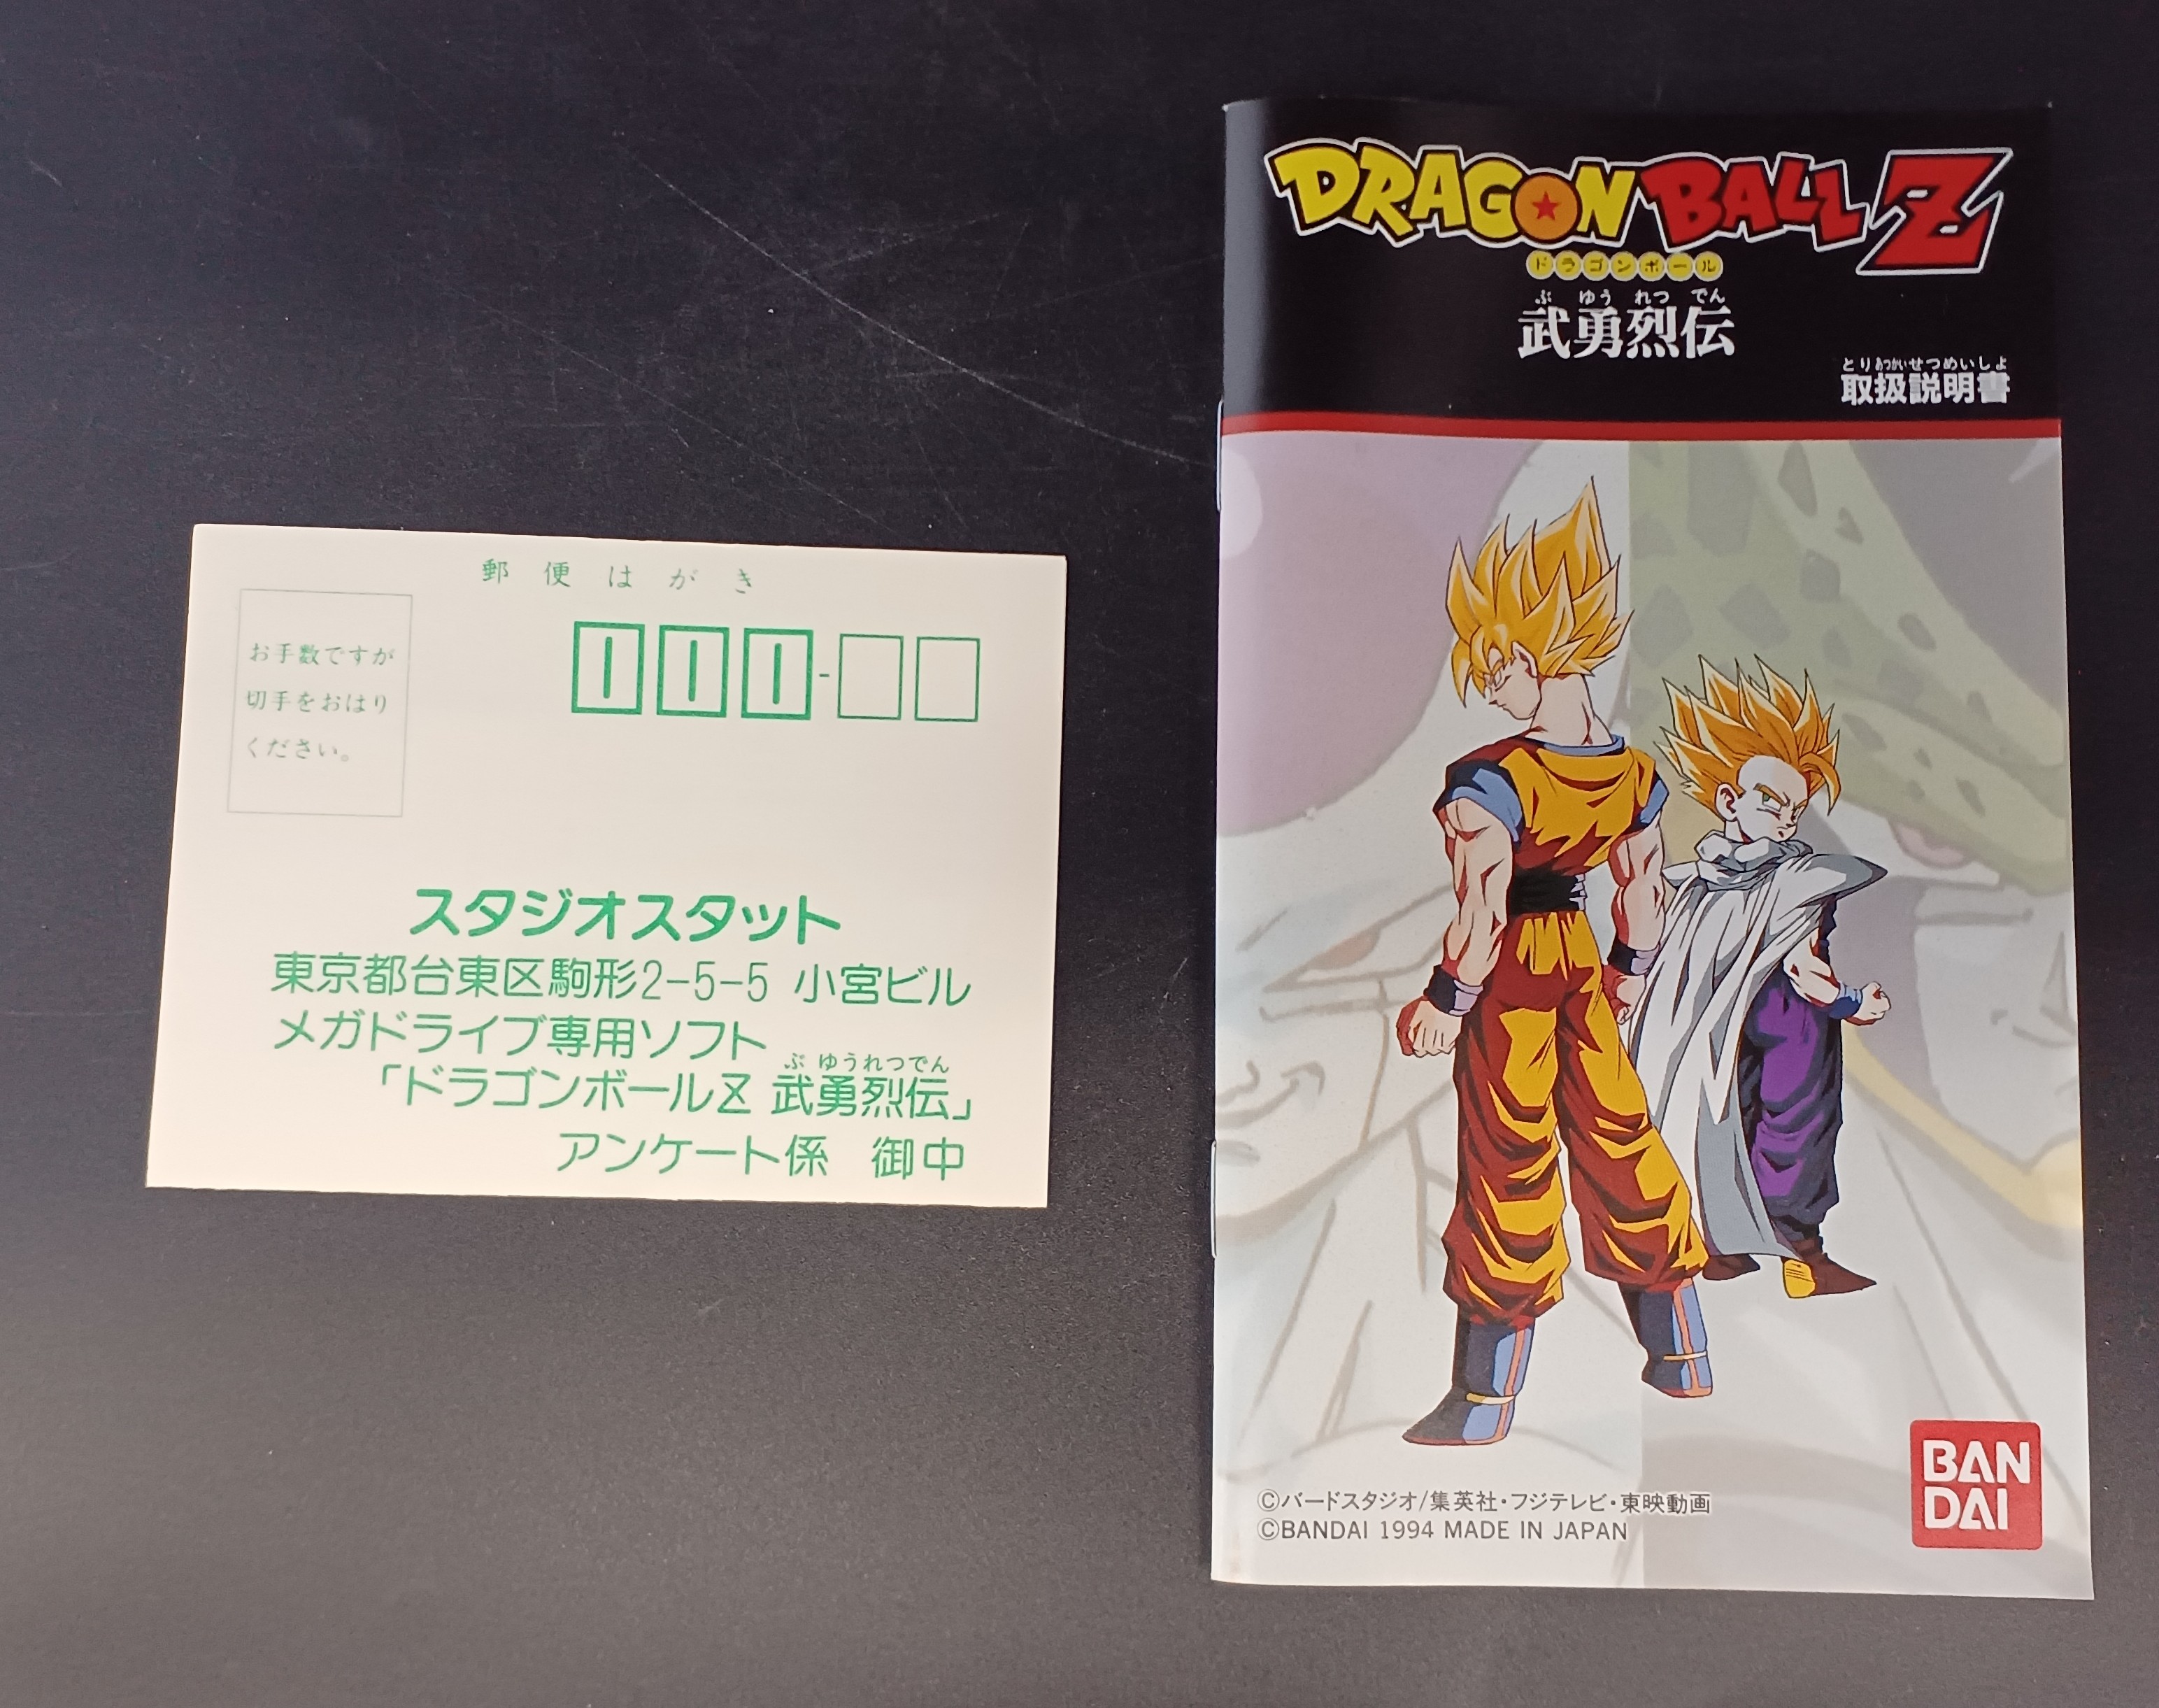 郵便はがき
お手数ですが
切手をおはり
ください。
000-
スタジオスタット
東京都台東区駒形2-5-5 小宮ビル
メガドライブ専用ソフト
ぶゆうれつでん
「ドラゴンボールZ 武勇烈伝」
アンケート係 御中
DRAGON BALL Z
ドラゴンボール
ぶ ゆう れつ でん
武勇烈伝
とりあつかいせつめいしょ
取扱説明書
©バードスタジオ/集英社・フジテレビ・東映動画
©BANDAI 1994 MADE IN JAPAN
BAN
DAI